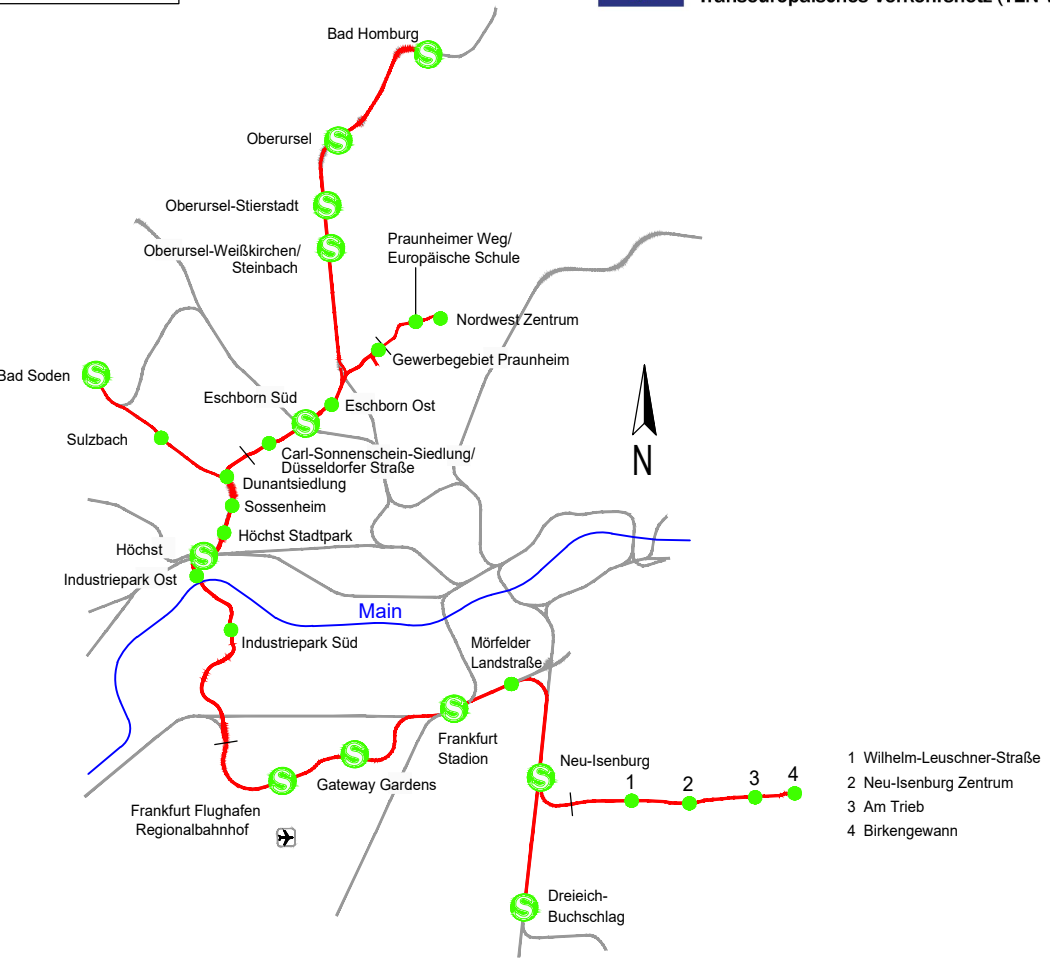 Transeuropäisches Verkehrsnetz (TEN-
Bad Homburg
Oberursel
Oberursel-Stierstadt
Oberursel-Weißkirchen/
Steinbach
Praunheimer Weg/
Europäische Schule
Nordwest Zentrum
Gewerbegebiet Praunheim
Bad Soden
Eschborn Süd
Eschborn Ost
Sulzbach
Carl-Sonnenschein-Siedlung/
Düsseldorfer Straße
Dunantsiedlung
Sossenheim
Höchst Stadtpark
Höchst
Industriepark Ost
N
Main
Industriepark Süd
Mörfelder
Landstraße
Frankfurt
Stadion
Gateway Gardens
Frankfurt Flughafen
Regionalbahnhof
Neu-Isenburg
1
2
3
4
1 Wilhelm-Leuschner-Straße
2 Neu-Isenburg Zentrum
3 Am Trieb
4 Birkengewann
Dreieich-
Buchschlag